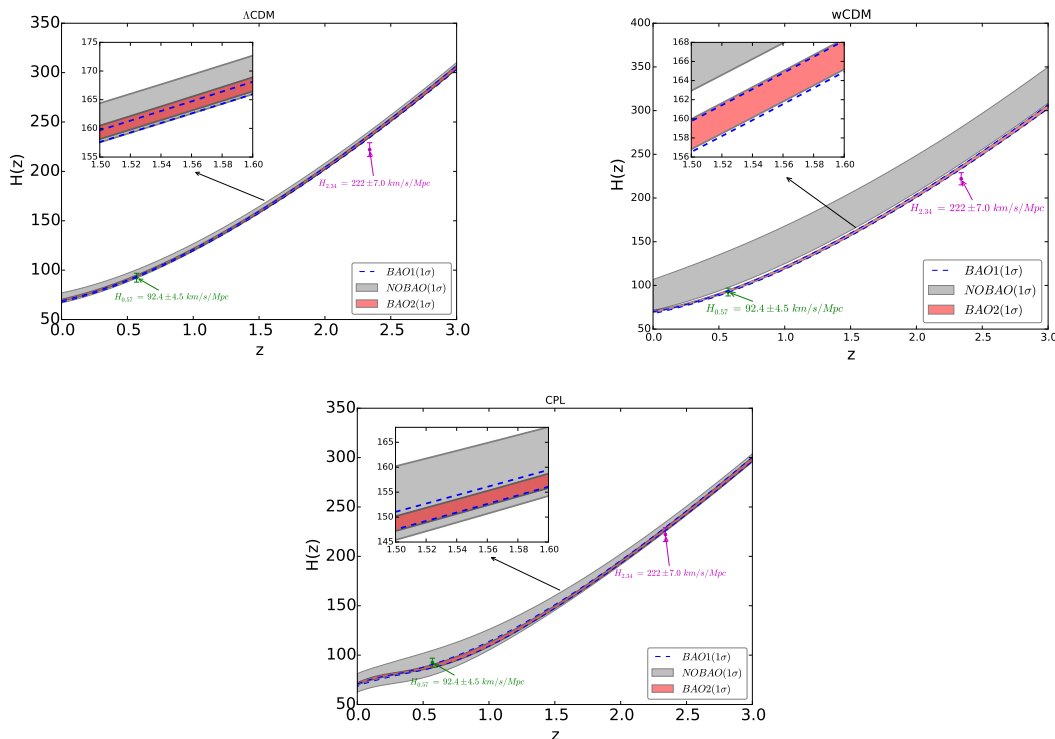 ΛCDM
350
300
250
200
150
100
50
0.0 0.5 1.0 1.5 2.0 2.5 3.0
H(z)
z
175
170
165
160
155
1.50 1.52 1.54 1.56 1.58 1.60
H_{2.34} = 222±7.0 km/s/Mpc
H_{0.57} = 92.4±4.5 km/s/Mpc
BAO1(1σ)
NOBAO(1σ)
BAO2(1σ)
wCDM
400
350
300
250
200
150
100
50
0.0 0.5 1.0 1.5 2.0 2.5 3.0
H(z)
z
168
166
164
162
160
158
156
1.50 1.52 1.54 1.56 1.58 1.60
H_{2.34} = 222±7.0 km/s/Mpc
H_{0.57} = 92.4±4.5 km/s/Mpc
BAO1(1σ)
NOBAO(1σ)
BAO2(1σ)
CPL
350
300
250
200
150
100
50
0.0 0.5 1.0 1.5 2.0 2.5 3.0
H(z)
z
165
160
155
150
145
1.50 1.52 1.54 1.56 1.58 1.60
H_{2.34} = 222±7.0 km/s/Mpc
H_{0.57} = 92.4±4.5 km/s/Mpc
BAO1(1σ)
NOBAO(1σ)
BAO2(1σ)